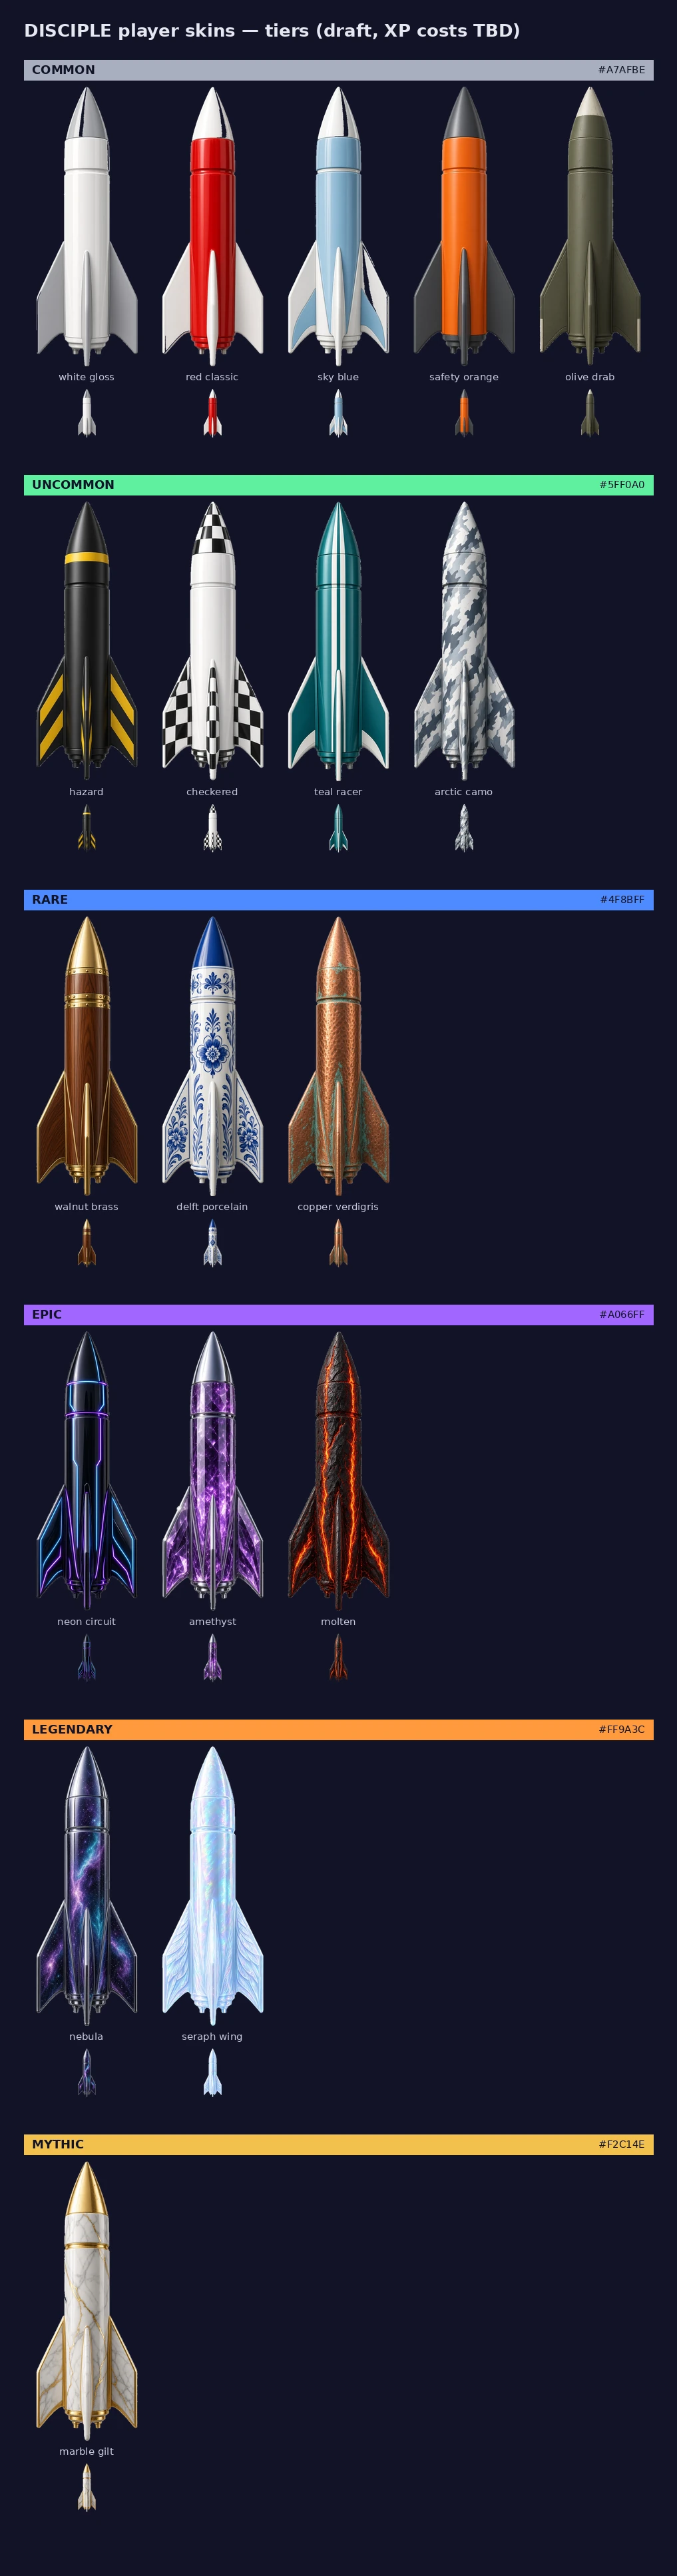 DISCIPLE player skins — tiers (draft, XP costs TBD)
COMMON #A7AFBE
white gloss red classic sky blue safety orange olive drab
UNCOMMON #5FF0A0
hazard checkered teal racer arctic camo
RARE #4F8BFF
walnut brass delft porcelain copper verdigris
EPIC #A066FF
neon circuit amethyst molten
LEGENDARY #FF9A3C
nebula seraph wing
MYTHIC #F2C14E
marble gilt